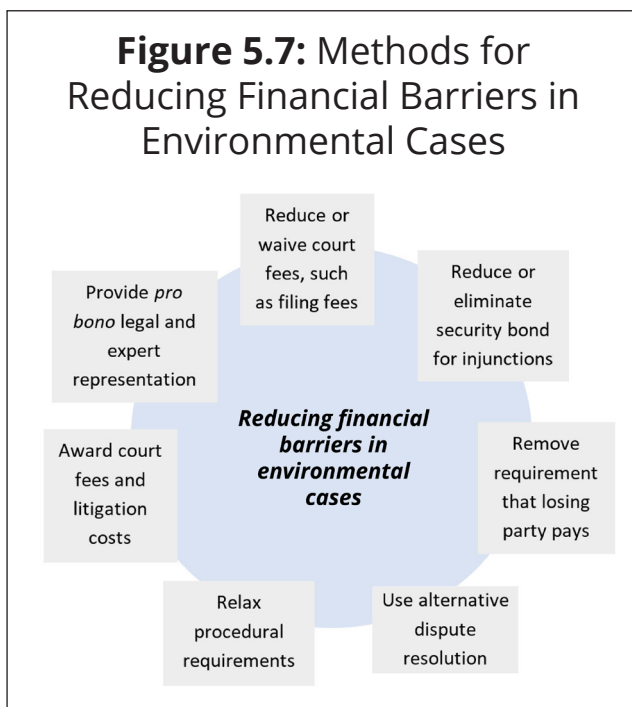 Figure 5.7: Methods for
Reducing Financial Barriers in
Environmental Cases
Reduce or
waive court
fees, such
as filing fees
Reduce or
eliminate
security bond
for injunctions
Remove
requirement
that losing
party pays
Use alternative
dispute
resolution
Relax
procedural
requirements
Award court
fees and
litigation
costs
Provide pro
bono legal and
expert
representation
Reducing financial
barriers in
environmental
cases